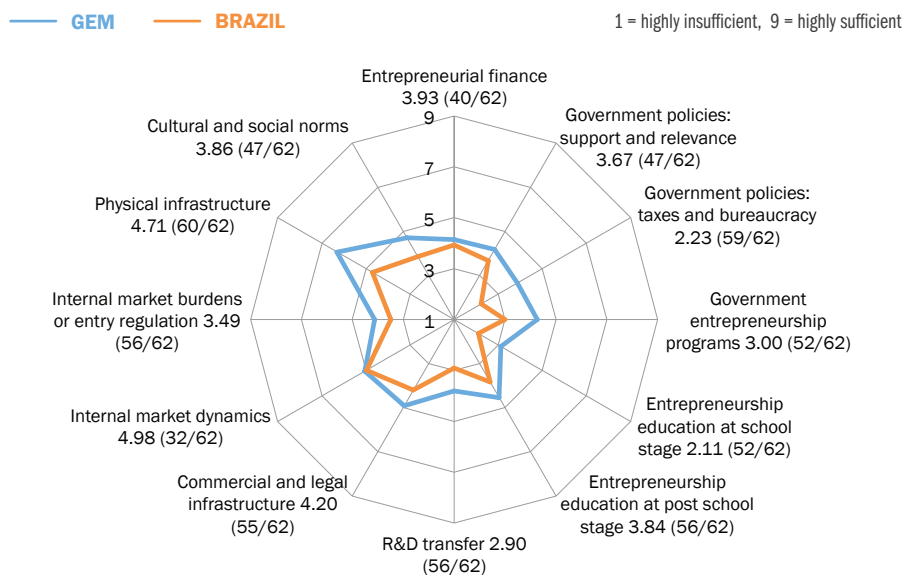 GEM
BRAZIL
1 = highly insufficient, 9 = highly sufficient
Entrepreneurial finance
3.93 (40/62)
Government policies:
support and relevance
3.67 (47/62)
Government policies:
taxes and bureaucracy
2.23 (59/62)
Government
entrepreneurship
programs 3.00 (52/62)
Entrepreneurship
education at school
stage 2.11 (52/62)
Entrepreneurship
education at post school
stage 3.84 (56/62)
R&D transfer 2.90
(56/62)
Commercial and legal
infrastructure 4.20
(55/62)
Internal market dynamics
4.98 (32/62)
Internal market burdens
or entry regulation 3.49
(56/62)
Physical infrastructure
4.71 (60/62)
Cultural and social norms
3.86 (47/62)
9
7
5
3
1